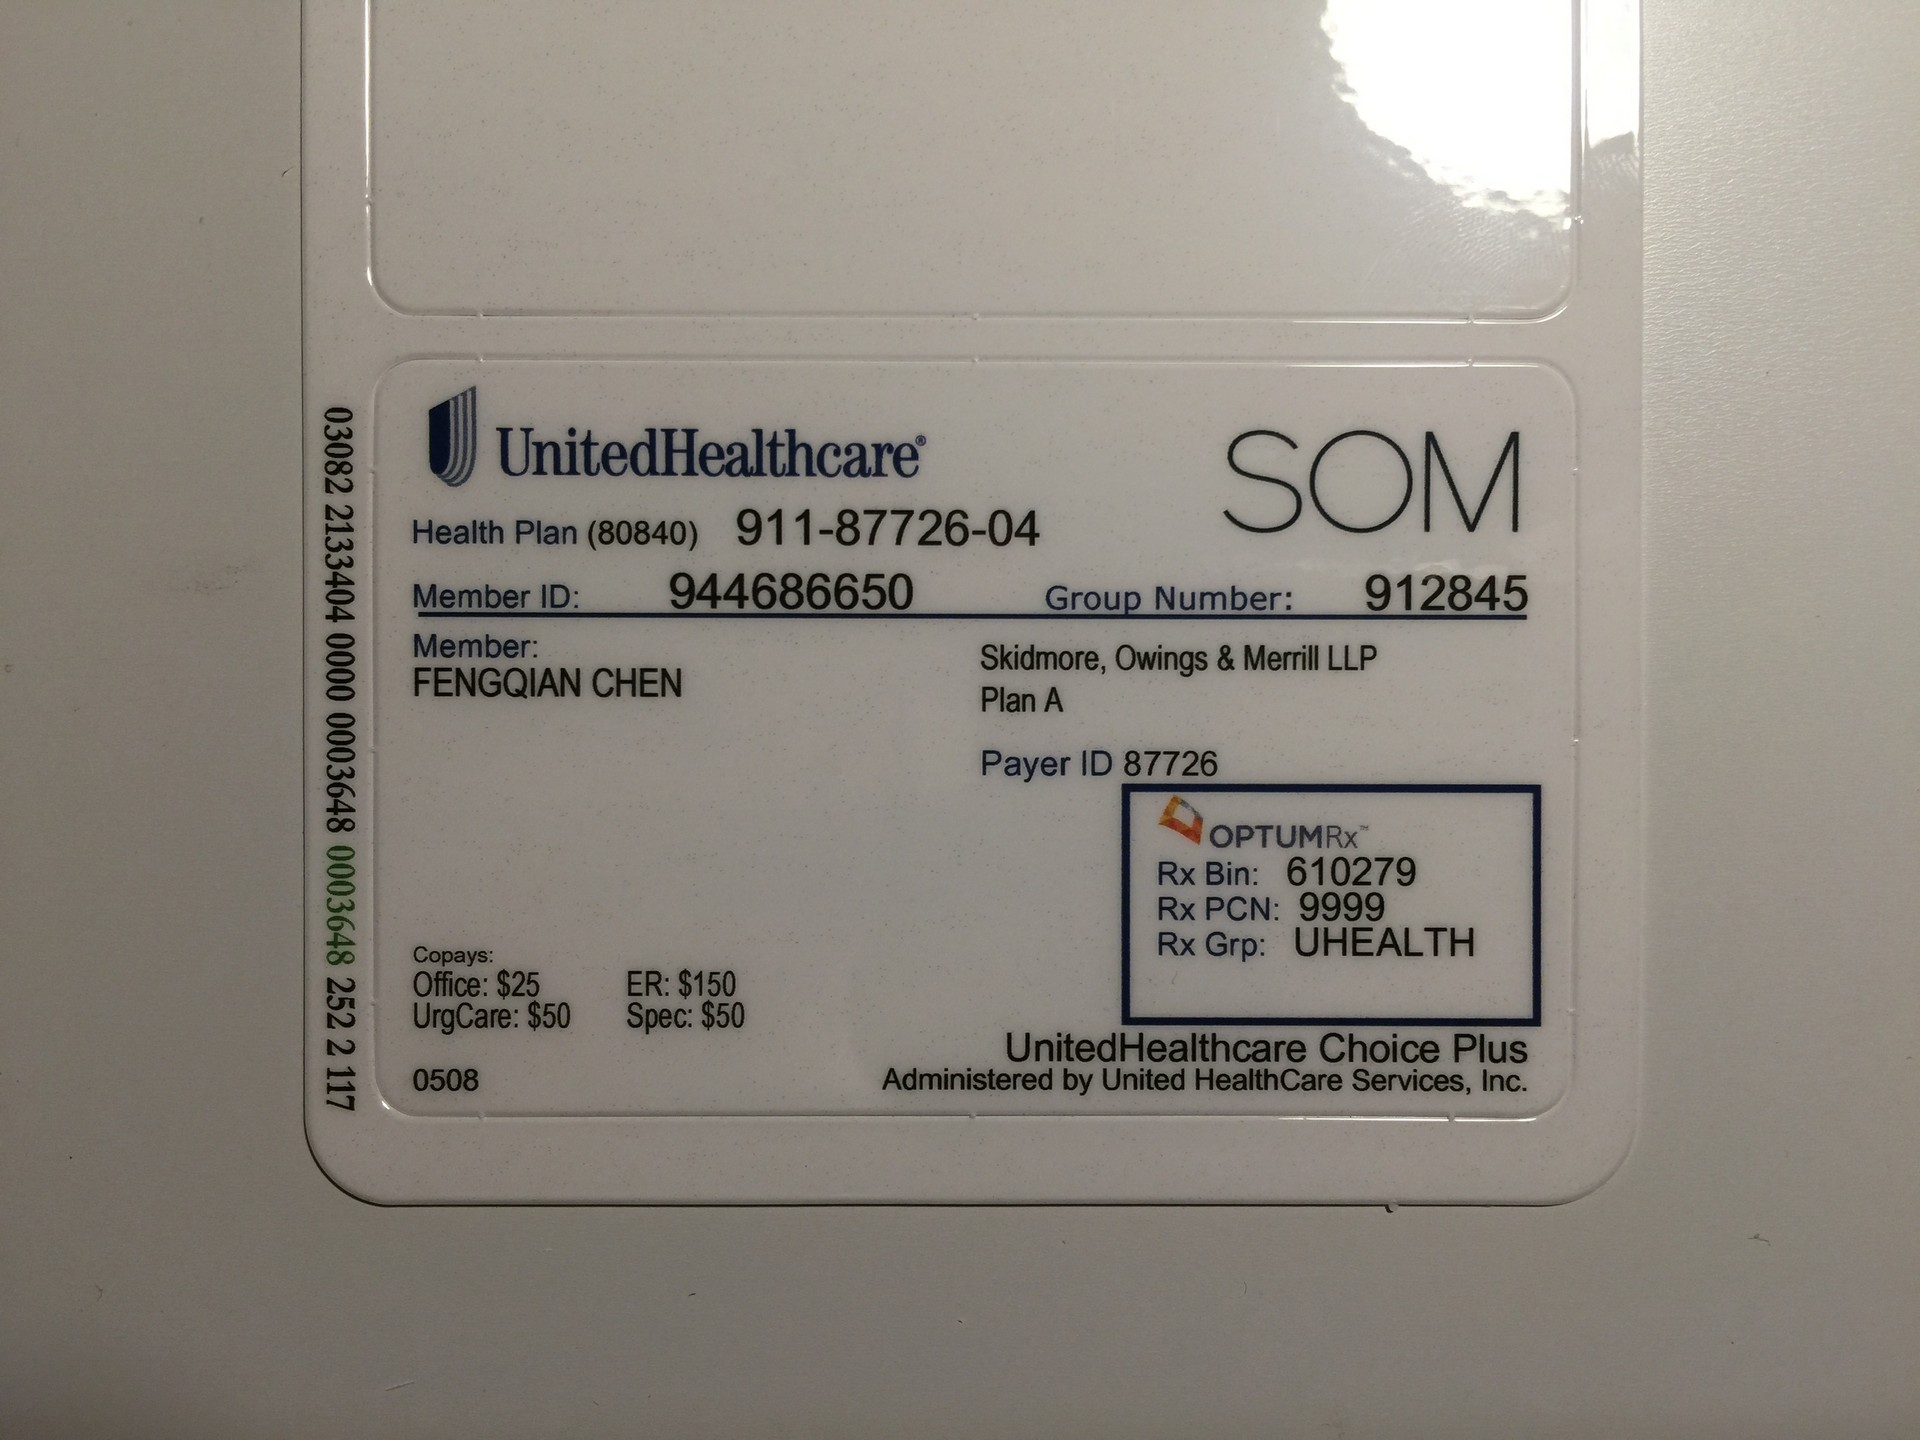 UnitedHealthcare®
SOM
Health Plan (80840) 911-87726-04
Member ID: 944686650 Group Number: 912845
Member:
FENGQIAN CHEN
Skidmore, Owings & Merrill LLP
Plan A
Payer ID 87726
OPTUMRx™
Rx Bin: 610279
Rx PCN: 9999
Rx Grp: UHEALTH
Copays:
Office: $25 ER: $150
UrgCare: $50 Spec: $50
UnitedHealthcare Choice Plus
0508 Administered by United HealthCare Services, Inc.
03082 2133404 0000 0003648 0003648 252 2 117